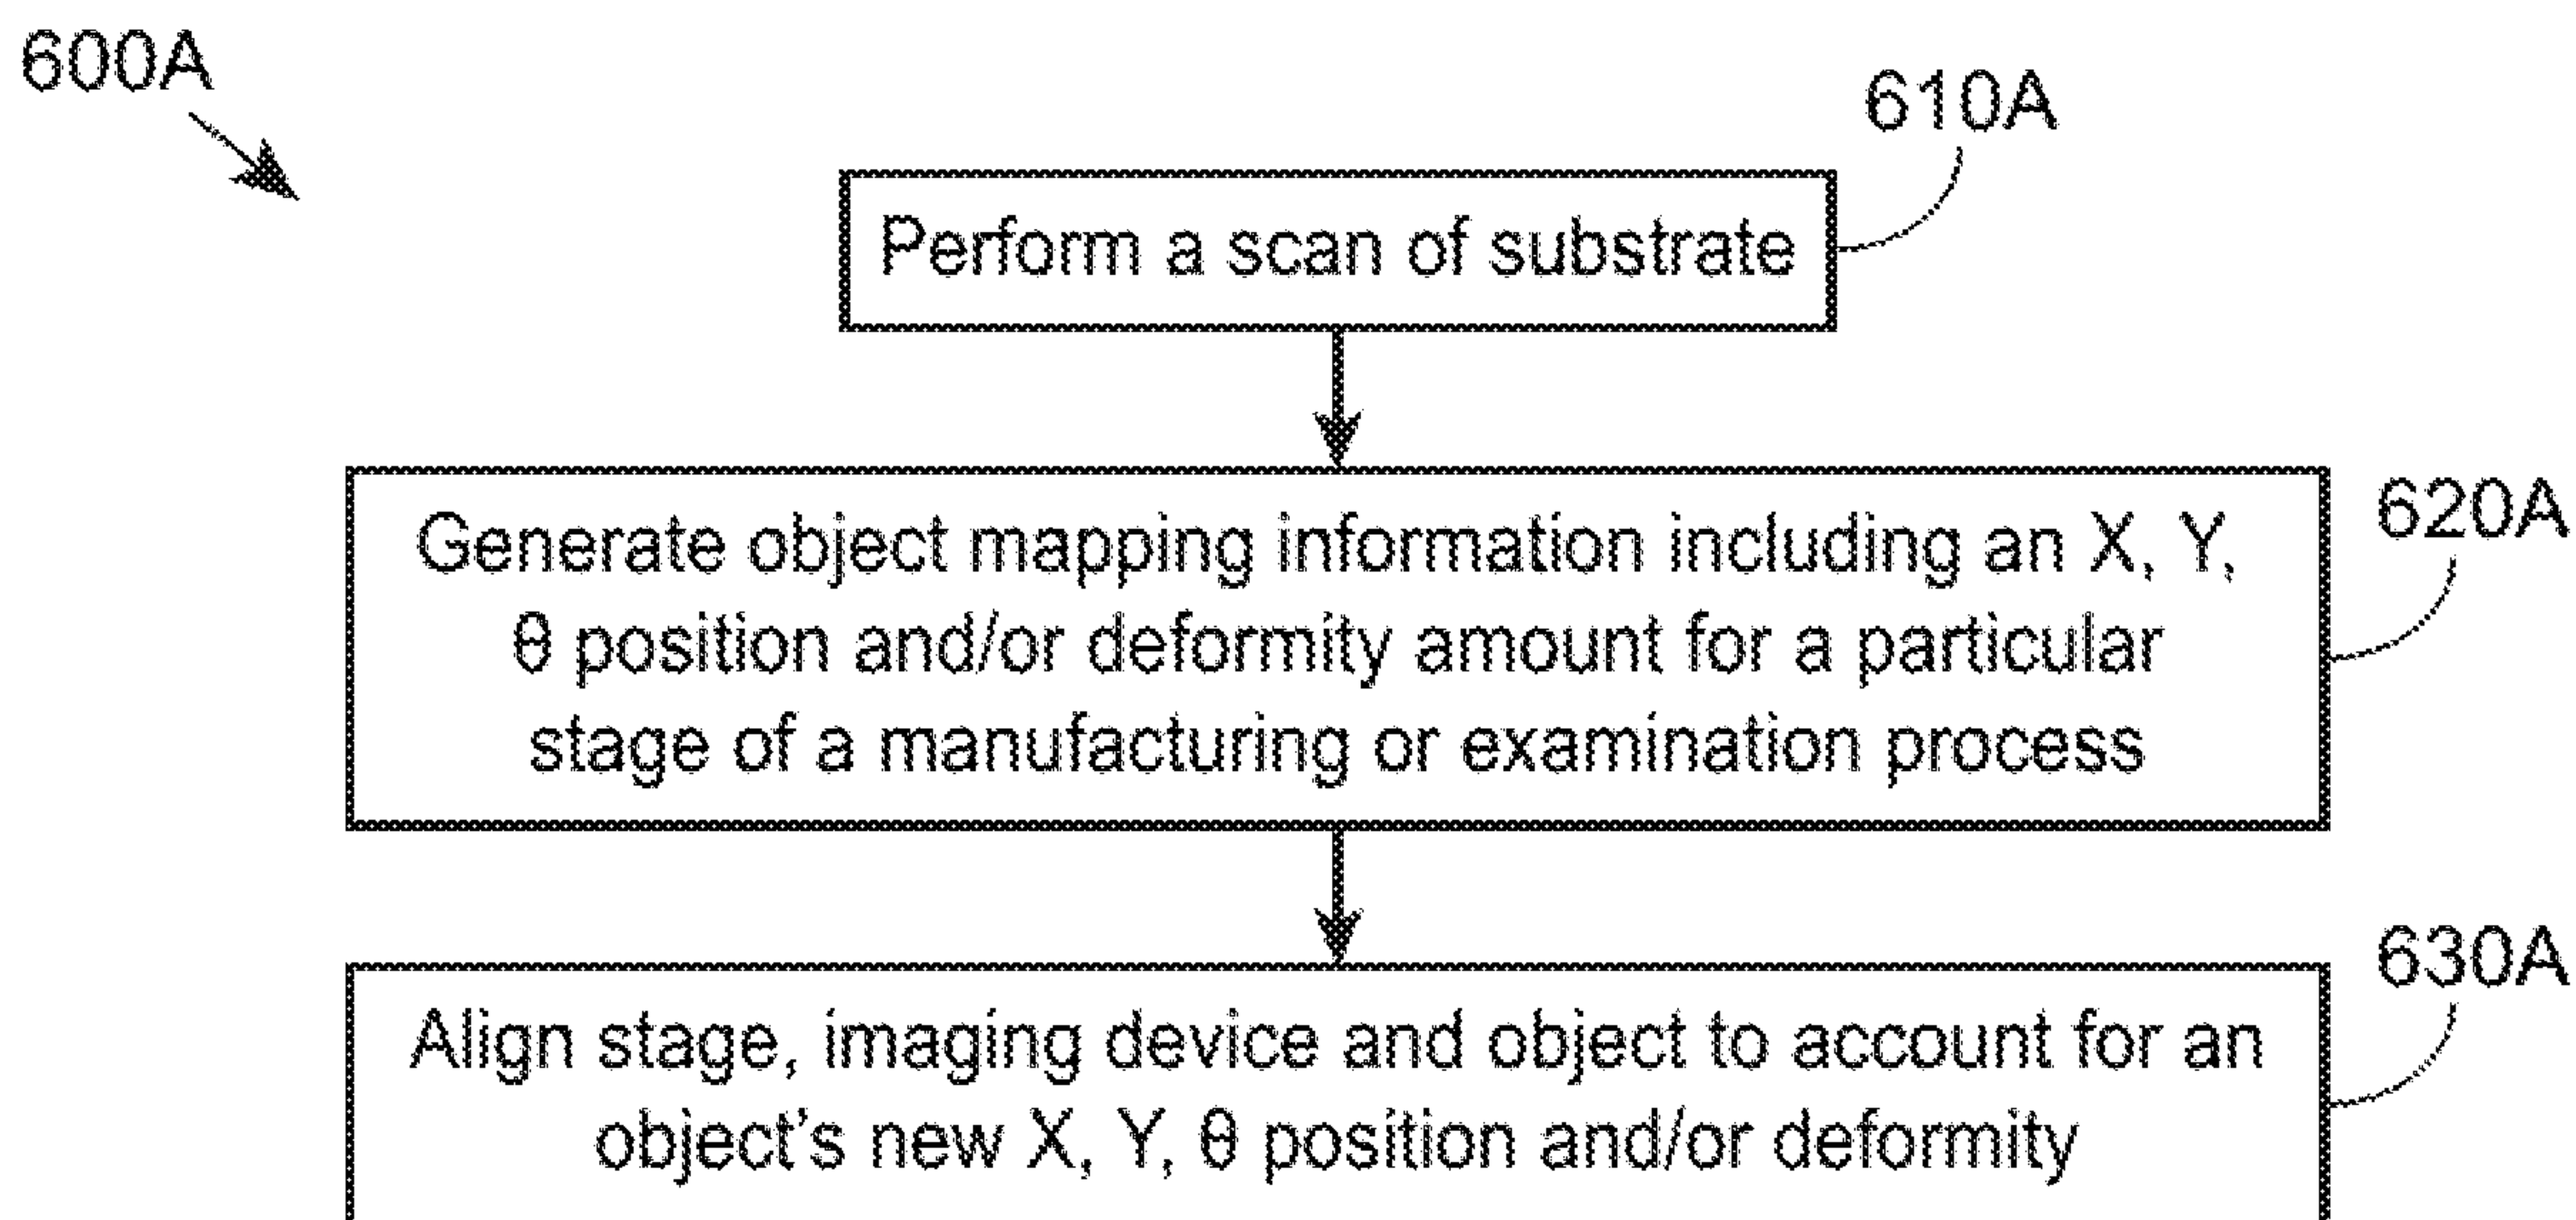 600A
610A
Perform a scan of substrate
620A
Generate object mapping information including an X, Y,
θ position and/or deformity amount for a particular
stage of a manufacturing or examination process
630A
Align stage, imaging device and object to account for an
object's new X, Y, θ position and/or deformity